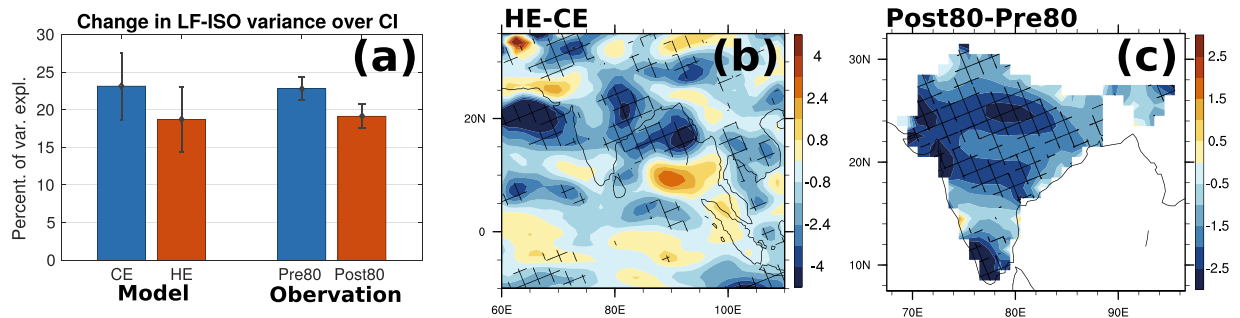 Change in LF-ISO variance over CI
(a)
Percent. of var. expl.
30
25
20
15
10
5
0
CE HE Pre80 Post80
Model Obervation
HE-CE
(b)
20N
0
60E 80E 100E
4
2.4
0.8
-0.8
-2.4
-4
Post80-Pre80
(c)
30N
20N
10N
70E 80E 90E
2.5
1.5
0.5
-0.5
-1.5
-2.5